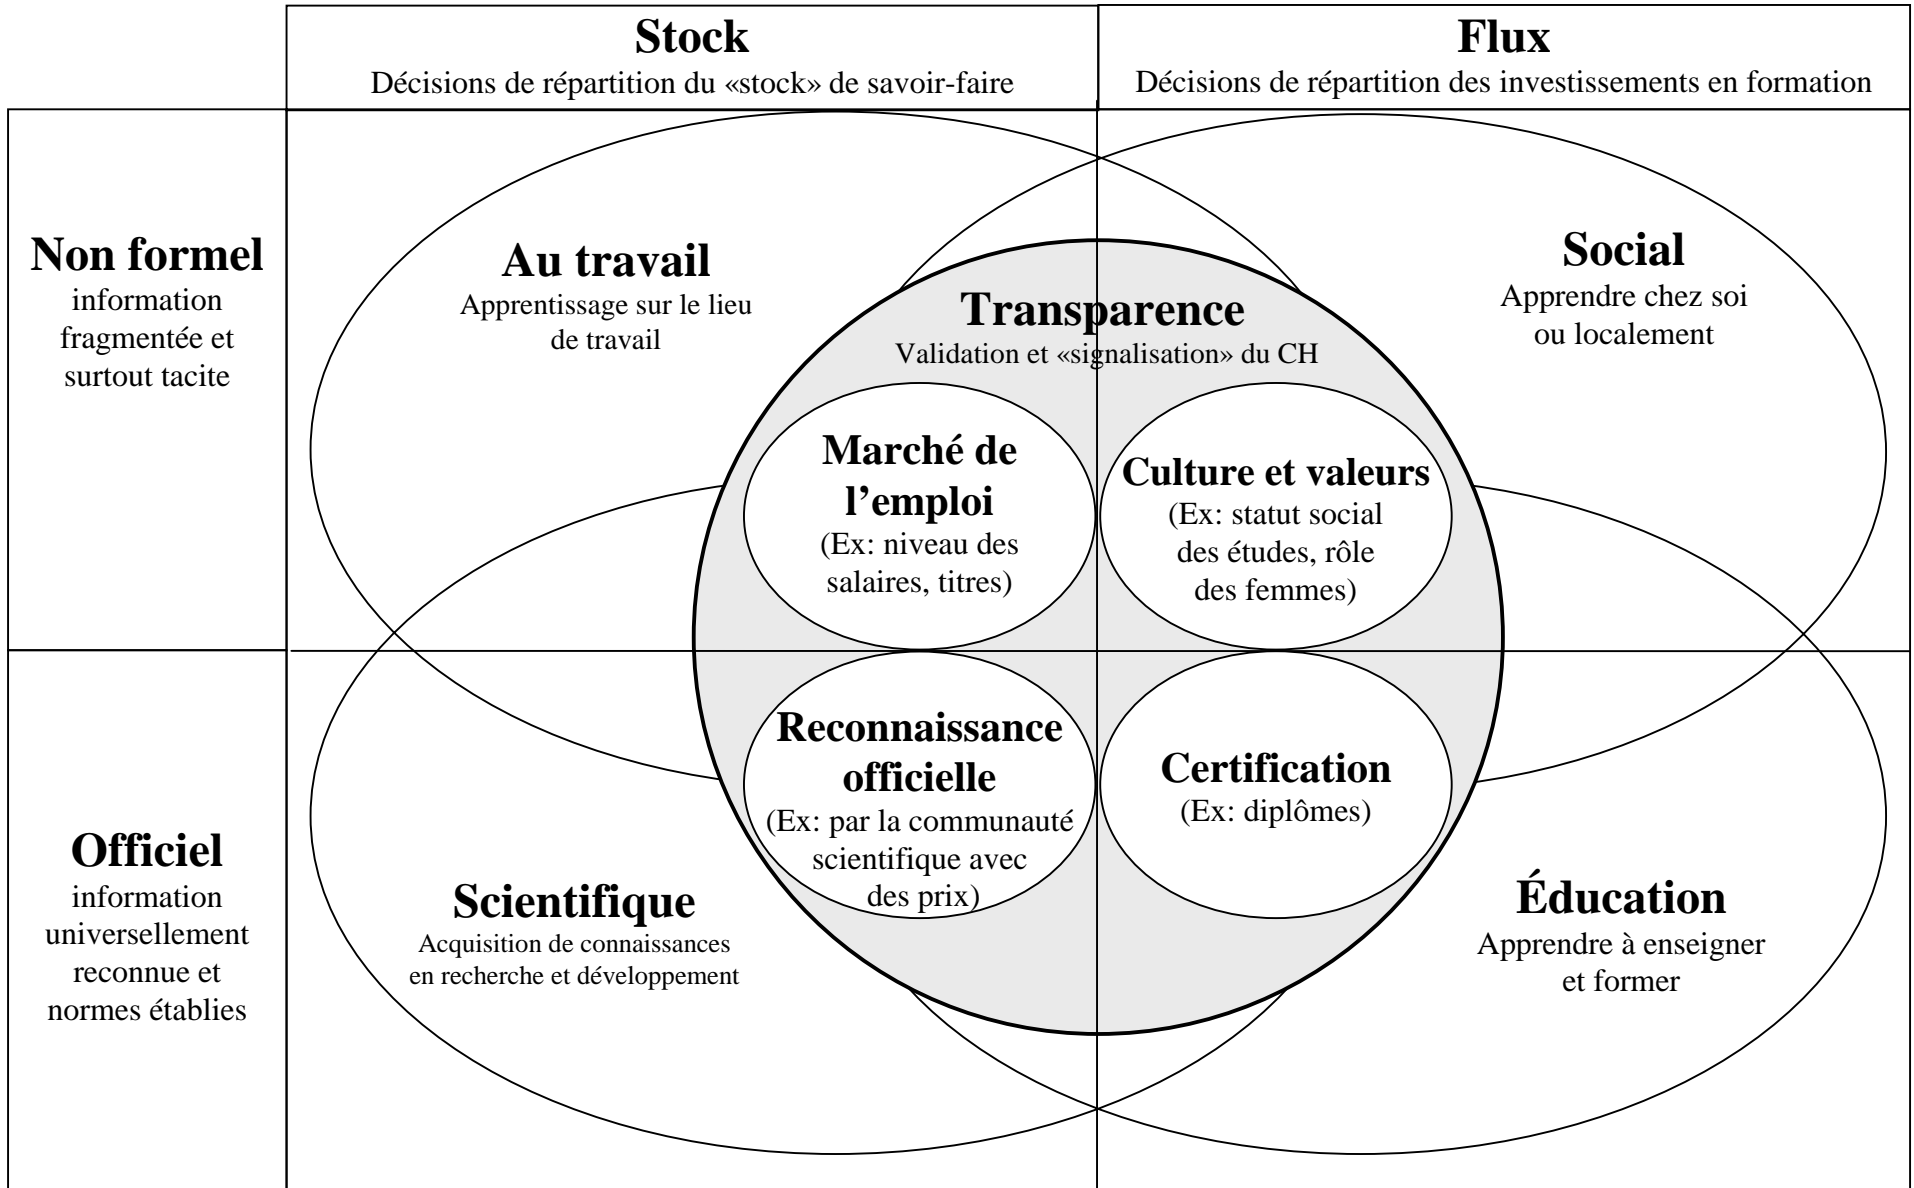 Stock
Décisions de répartition du «stock» de savoir-faire
Flux
Décisions de répartition des investissements en formation
Non formel
information
fragmentée et
surtout tacite
Au travail
Apprentissage sur le lieu
de travail
Transparence
Validation et «signalisation» du CH
Social
Apprendre chez soi
ou localement
Marché de
l’emploi
(Ex: niveau des
salaires, titres)
Culture et valeurs
(Ex: statut social
des études, rôle
des femmes)
Officiel
information
universellement
reconnue et
normes établies
Scientifique
Acquisition de connaissances
en recherche et développement
Reconnaissance
officielle
(Ex: par la communauté
scientifique avec
des prix)
Certification
(Ex: diplômes)
Éducation
Apprendre à enseigner
et former